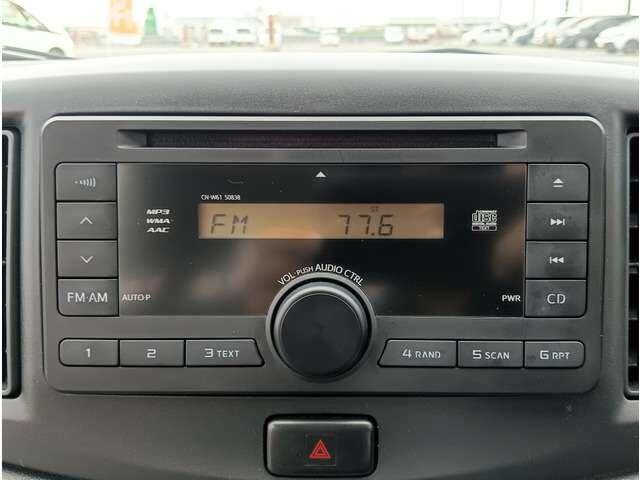 CN-W61 50838
MP3
WMA
AAC
ST
FM 77.6
disc
TEXT
VOL•PUSH AUDIO CTRL
FM•AM
AUTO•P
PWR
CD
1
2
3 TEXT
4 RAND
5 SCAN
6 RPT